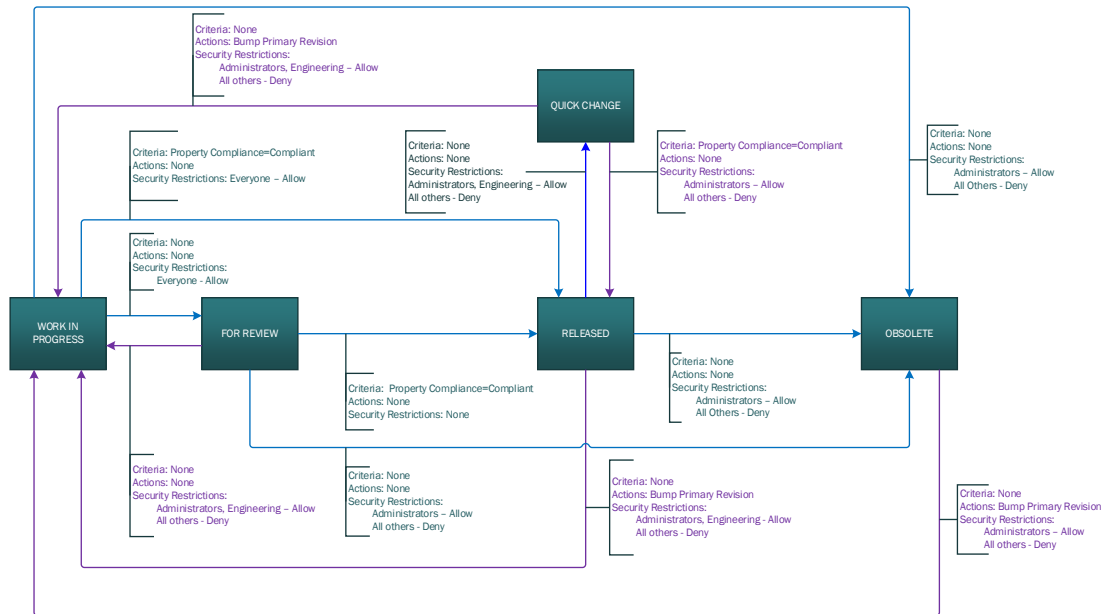 Criteria: None
Actions: Bump Primary Revision
Security Restrictions:
Administrators, Engineering – Allow
All others - Deny
QUICK CHANGE
Criteria: Property Compliance=Compliant
Actions: None
Security Restrictions: Everyone – Allow
Criteria: None
Actions: None
Security Restrictions:
Administrators, Engineering – Allow
All others - Deny
Criteria: Property Compliance=Compliant
Actions: None
Security Restrictions:
Administrators – Allow
All others - Deny
Criteria: None
Actions: None
Security Restrictions:
Administrators – Allow
All Others - Deny
Criteria: None
Actions: None
Security Restrictions:
Everyone - Allow
WORK IN
PROGRESS
FOR REVIEW
RELEASED
OBSOLETE
Criteria:  Property Compliance=Compliant
Actions: None
Security Restrictions: None
Criteria: None
Actions: None
Security Restrictions:
Administrators – Allow
All Others - Deny
Criteria: None
Actions: None
Security Restrictions:
Administrators, Engineering – Allow
All others - Deny
Criteria: None
Actions: None
Security Restrictions:
Administrators – Allow
All others - Deny
Criteria: None
Actions: Bump Primary Revision
Security Restrictions:
Administrators, Engineering - Allow
All others - Deny
Criteria: None
Actions: Bump Primary Revision
Security Restrictions:
Administrators – Allow
All others - Deny